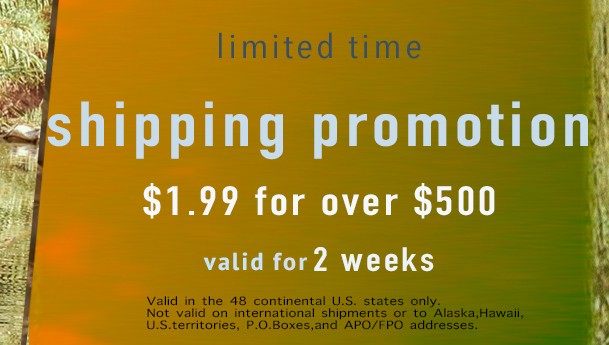 limited time
shipping promotion
$1.99 for over $500
valid for 2 weeks
Valid in the 48 continental U.S. states only.
Not valid on international shipments or to Alaska,Hawaii,
U.S.territories, P.O.Boxes,and APO/FPO addresses.